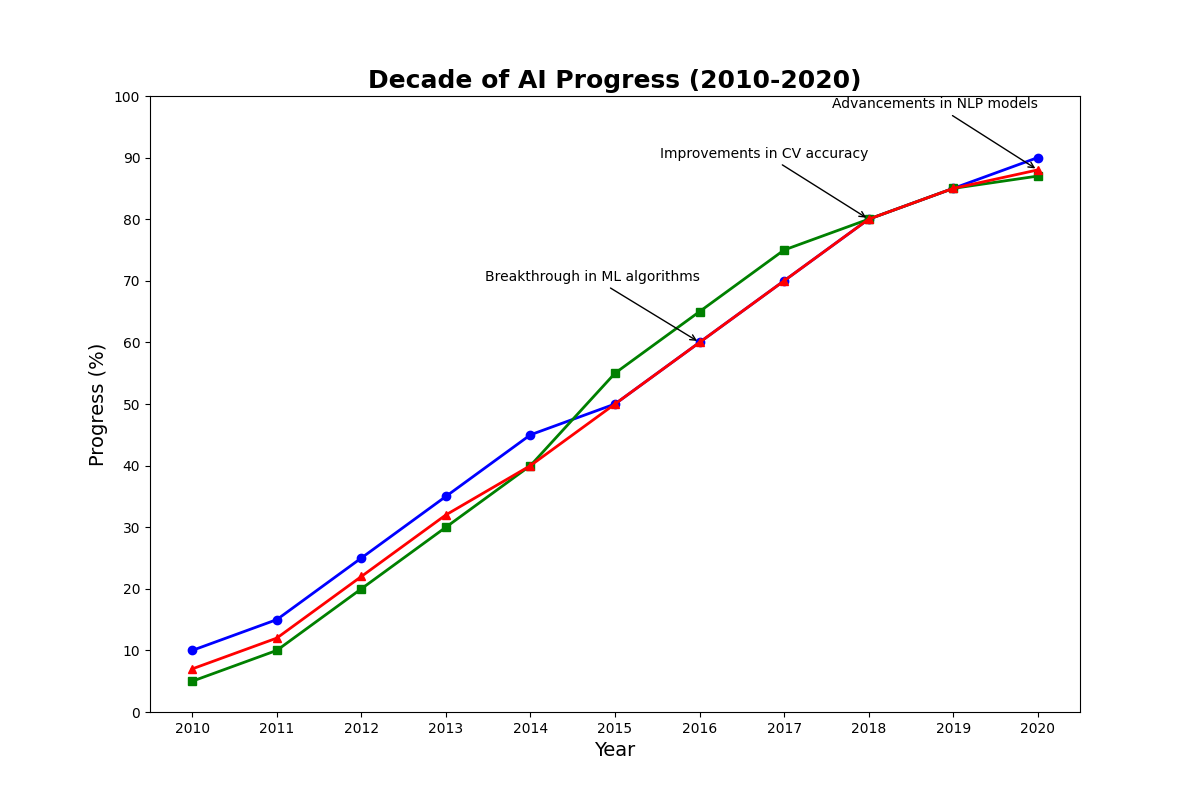 Decade of AI Progress (2010-2020)
100
90
80
70
60
50
40
30
20
10
0
Progress (%)
Advancements in NLP models
Improvements in CV accuracy
Breakthrough in ML algorithms
2010 2011 2012 2013 2014 2015 2016 2017 2018 2019 2020
Year